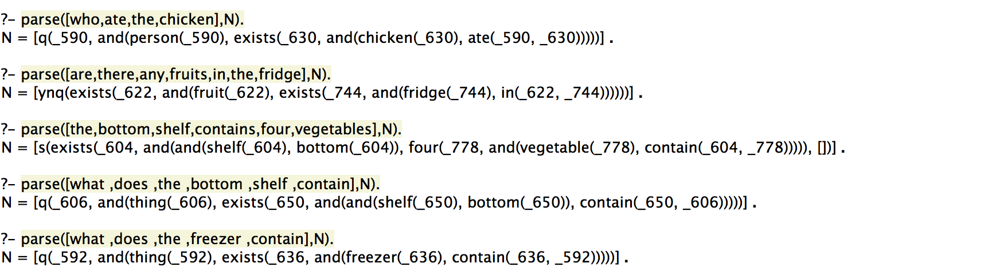 ?- parse([who,ate,the,chicken],N).
N = [q(_590, and(person(_590), exists(_630, and(chicken(_630), ate(_590, _630)))))] .
?- parse([are,there,any,fruits,in,the,fridge],N).
N = [ynq(exists(_622, and(fruit(_622), exists(_744, and(fridge(_744), in(_622, _744))))))] .
?- parse([the,bottom,shelf,contains,four,vegetables],N).
N = [s(exists(_604, and(and(shelf(_604), bottom(_604)), four(_778, and(vegetable(_778), contain(_604, _778))))), [])] .
?- parse([what ,does ,the ,bottom ,shelf ,contain],N).
N = [q(_606, and(thing(_606), exists(_650, and(and(shelf(_650), bottom(_650)), contain(_650, _606)))))] .
?- parse([what ,does ,the ,freezer ,contain],N).
N = [q(_592, and(thing(_592), exists(_636, and(freezer(_636), contain(_636, _592)))))] .